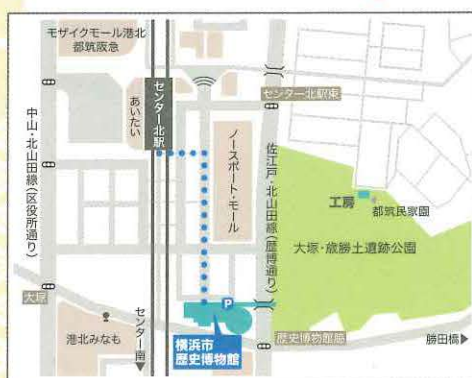 モザイクモール港北
都筑阪急
センター北駅
あいたい
センター北駅東
中山・北山田線(区役所通り)
ノースポート・モール
佐江戸・北山田線(歴博通り)
工房
都筑民家園
大塚・歳勝土遺跡公園
大塚
P
港北みなも
センター南
▼
横浜市
歴史博物館
歴史博物館前
勝田橋▶